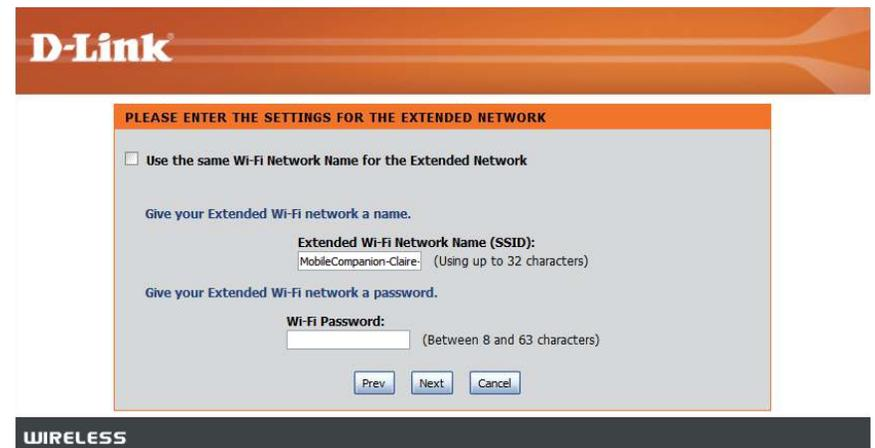 D-Link
PLEASE ENTER THE SETTINGS FOR THE EXTENDED NETWORK
Use the same Wi-Fi Network Name for the Extended Network
Give your Extended Wi-Fi network a name.
Extended Wi-Fi Network Name (SSID):
MobileCompanion-Claire- (Using up to 32 characters)
Give your Extended Wi-Fi network a password.
Wi-Fi Password:
(Between 8 and 63 characters)
Prev Next Cancel
WIRELESS